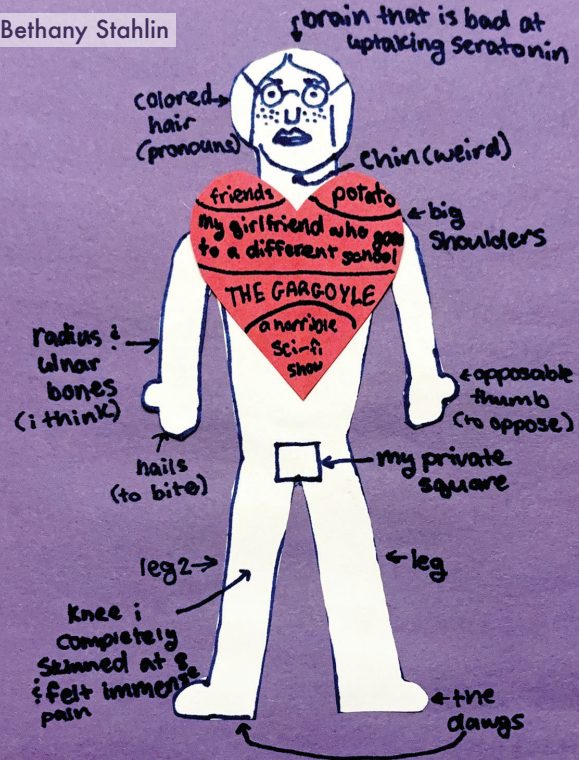 Bethany Stahlin
brain that is bad at
uptaking seratonin
colored
hair
(pronouns)
chin (weird)
friends
potato
my girlfriend who goes
to a different school
big
shoulders
THE GARGOYLE
a horrible
sci-fi
show
radius &
ulnar
bones
(i think)
opposable
thumb
(to oppose)
nails
(to bite)
my private
square
leg 2
leg
knee i
completely
skinned at 8
& felt immense
pain
the
dawgs